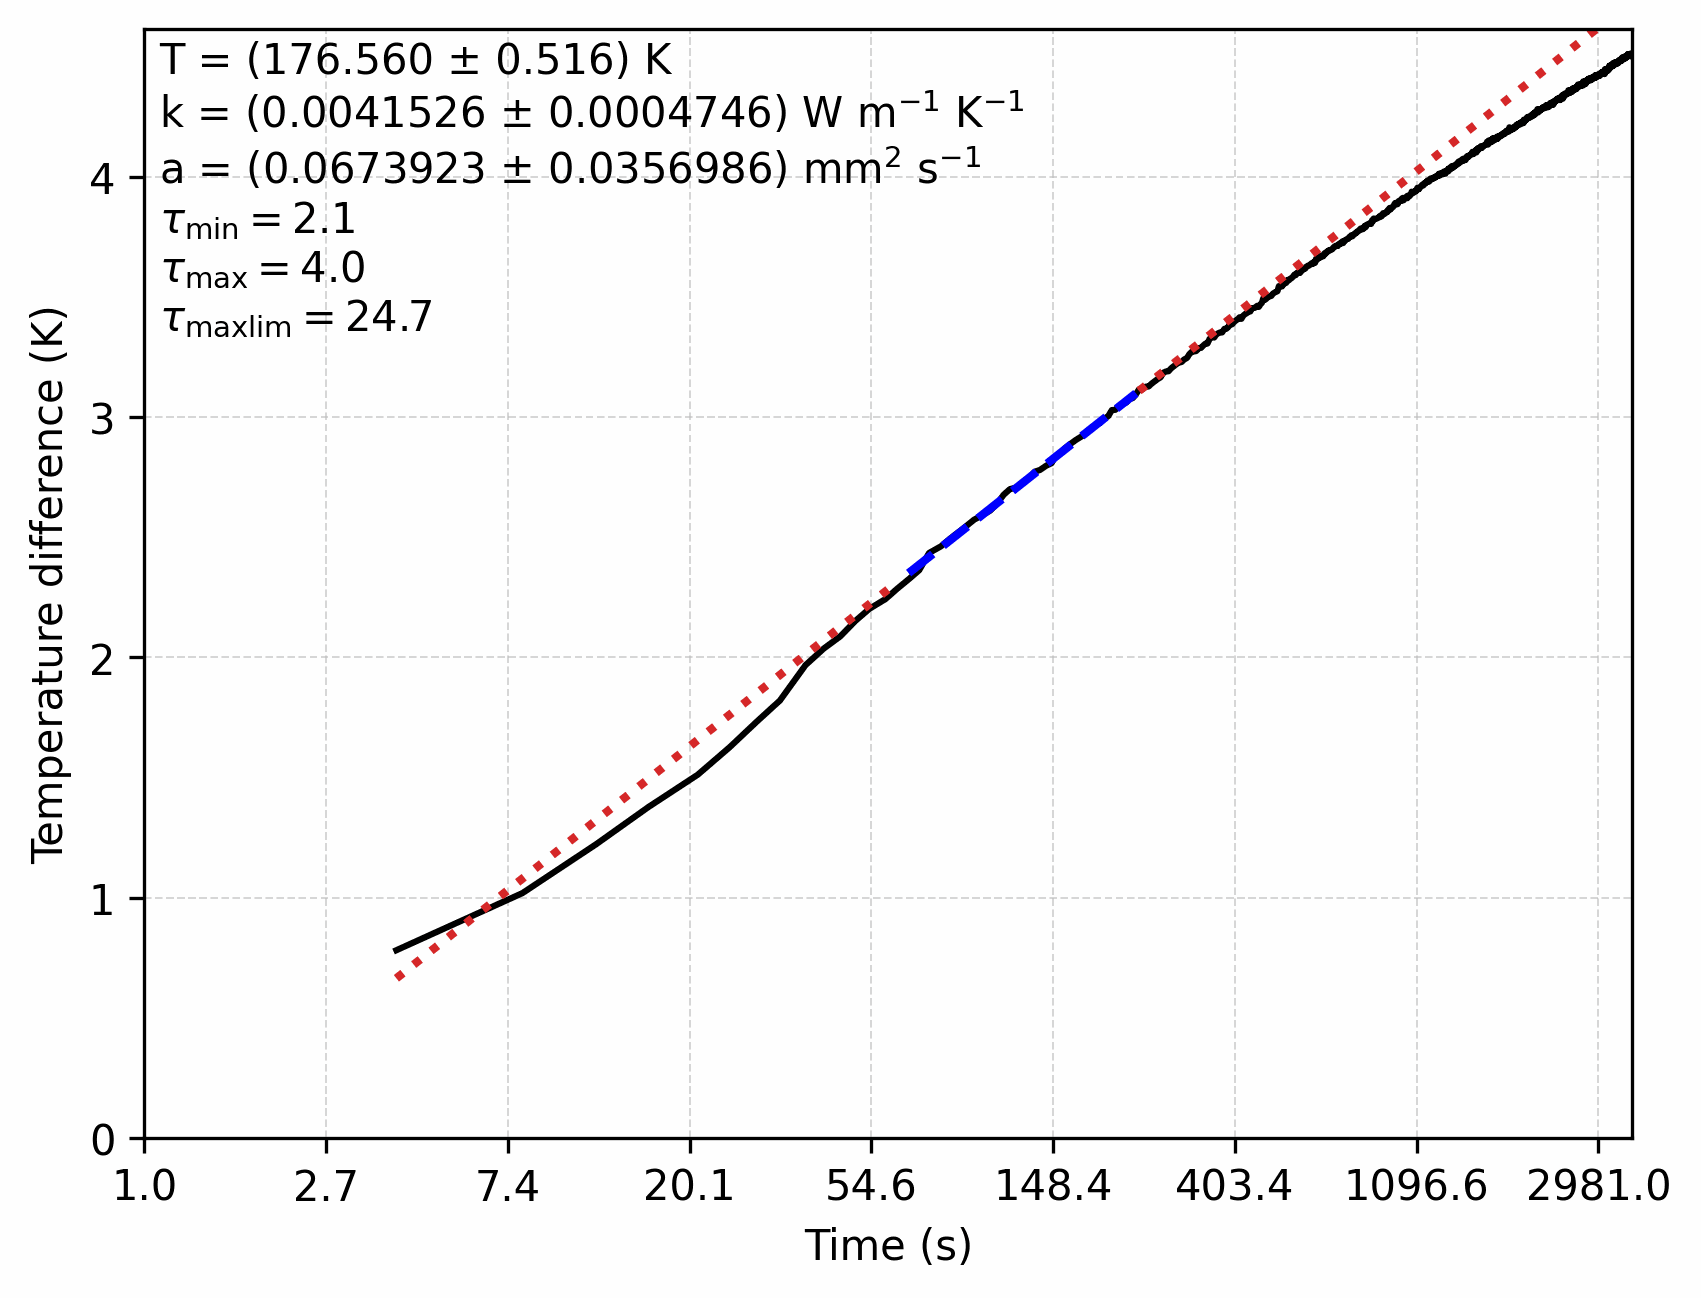 T = (176.560 ± 0.516) K
k = (0.0041526 ± 0.0004746) W m⁻¹ K⁻¹
a = (0.0673923 ± 0.0356986) mm² s⁻¹
τmin = 2.1
τmax = 4.0
τmaxlim = 24.7
Temperature difference (K)
4
3
2
1
0
1.0 2.7 7.4 20.1 54.6 148.4 403.4 1096.6 2981.0
Time (s)